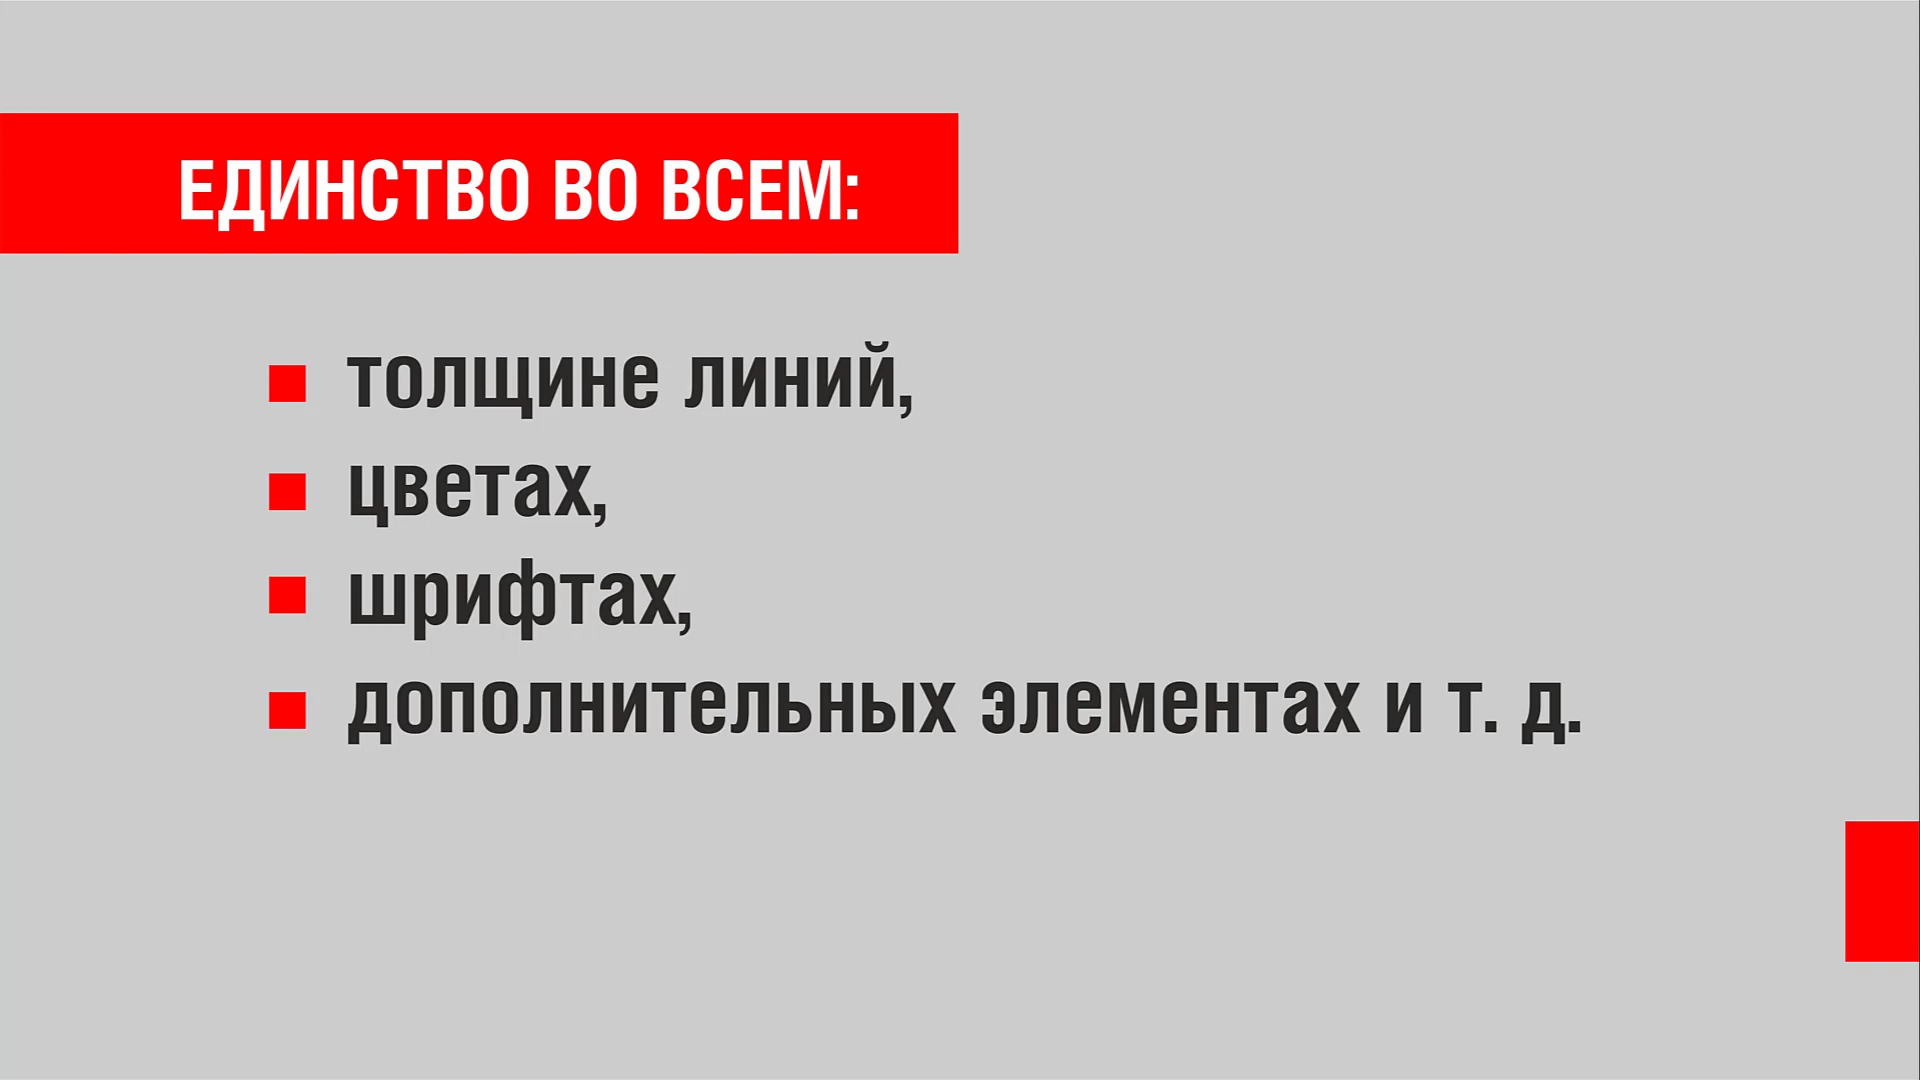 ЕДИНСТВО ВО ВСЕМ:
толщине линий,
цветах,
шрифтах,
дополнительных элементах и т. д.